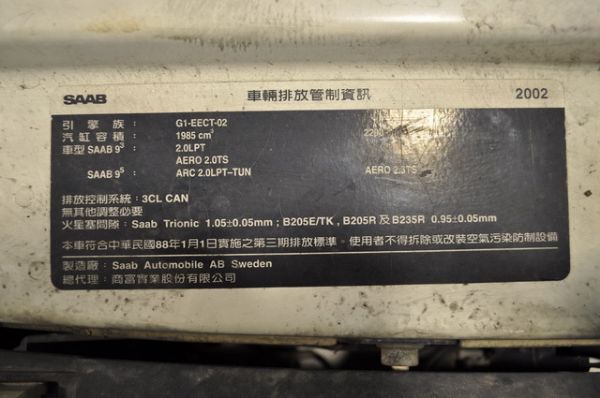 SAAB 車輛排放管制資訊 2002
引擎族: G1-EECT-02
汽缸容積: 1985 cm³
車型 SAAB 9³ 2.0LPT
AERO 2.0TS
SAAB 9⁵ ARC 2.0LPT-TUN AERO 2.3TS
排放控制系統:3CL CAN
無其他調整必要
火星塞間隙:Saab Trionic 1.05±0.05mm;B205E/TK, B205R 及 B235R 0.95±0.05mm
本車符合中華民國88年1月1日實施之第三期排放標準。使用者不得拆除或改裝空氣污染防制設備
製造廠:Saab Automobile AB Sweden
總代理:商富實業股份有限公司